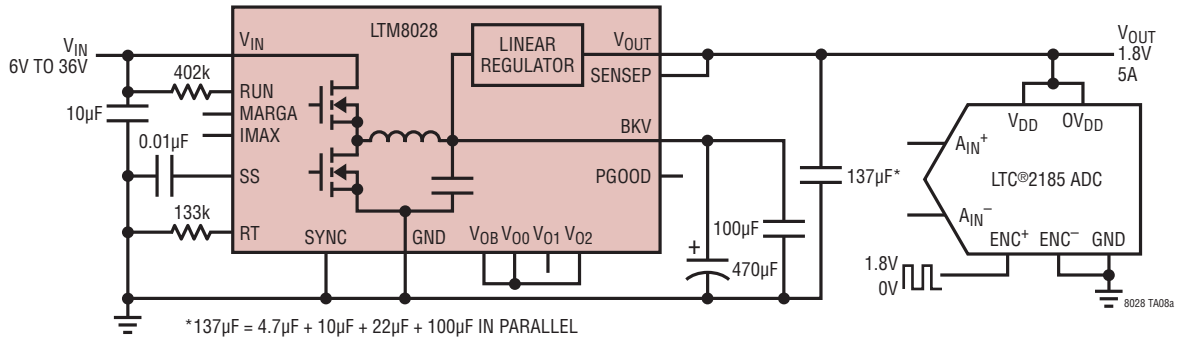 LTM8028
V_IN
6V TO 36V
V_IN
402k
RUN
10µF
MARGA
IMAX
0.01µF
SS
133k
RT
SYNC
GND
V_OB V_O0 V_O1 V_O2
LINEAR
REGULATOR
V_OUT
SENSEP
BKV
PGOOD
+
470µF
100µF
137µF*
V_OUT
1.8V
5A
V_DD
OV_DD
A_IN+
LTC®2185 ADC
A_IN–
ENC+ ENC– GND
1.8V
0V
8028 TA08a
*137µF = 4.7µF + 10µF + 22µF + 100µF IN PARALLEL